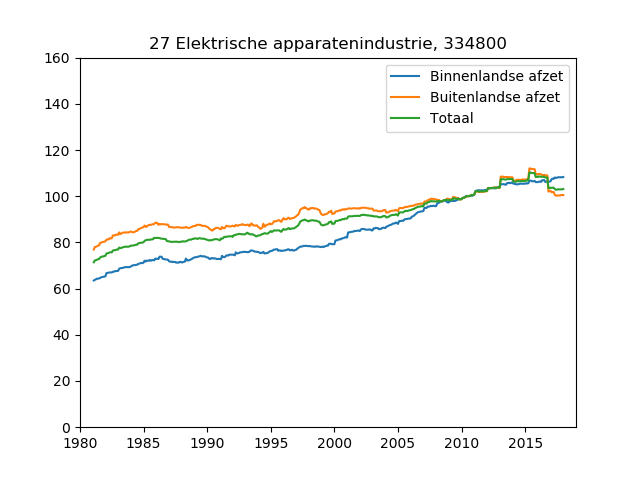 27 Elektrische apparatenindustrie, 334800
160
140
120
100
80
60
40
20
0
1980 1985 1990 1995 2000 2005 2010 2015
Binnenlandse afzet
Buitenlandse afzet
Totaal